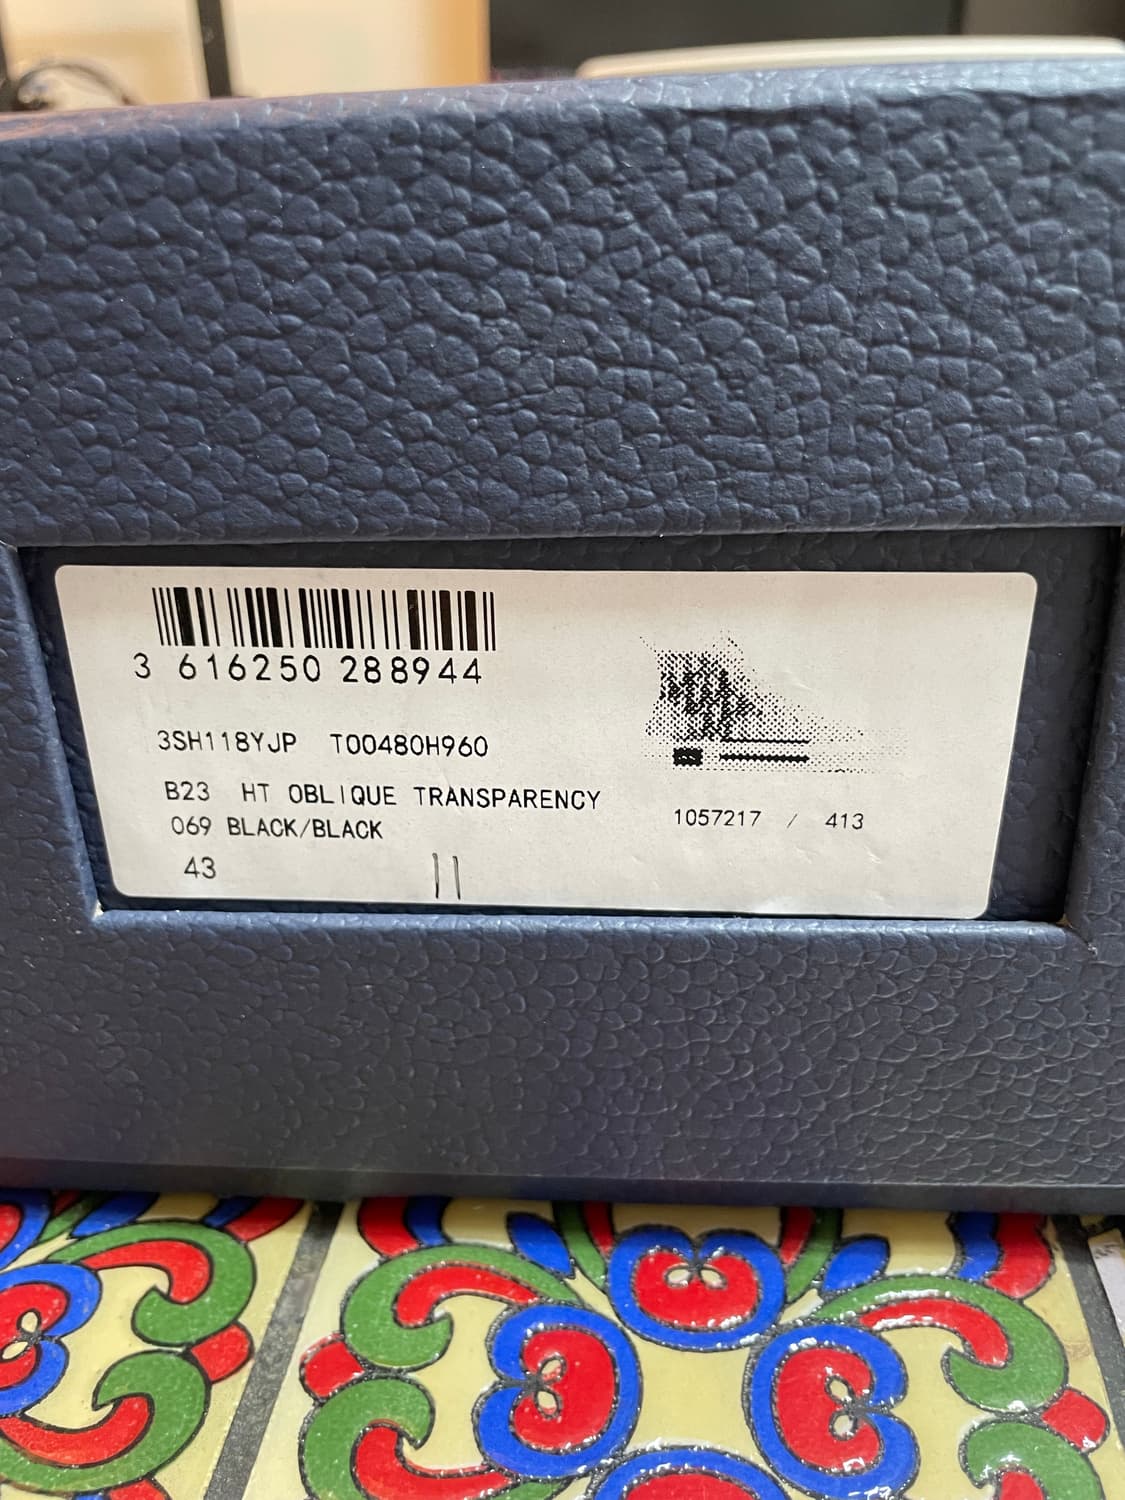 3 616250 288944
3SH118YJP T00480H960
B23 HT OBLIQUE TRANSPARENCY
069 BLACK/BLACK
1057217 / 413
43